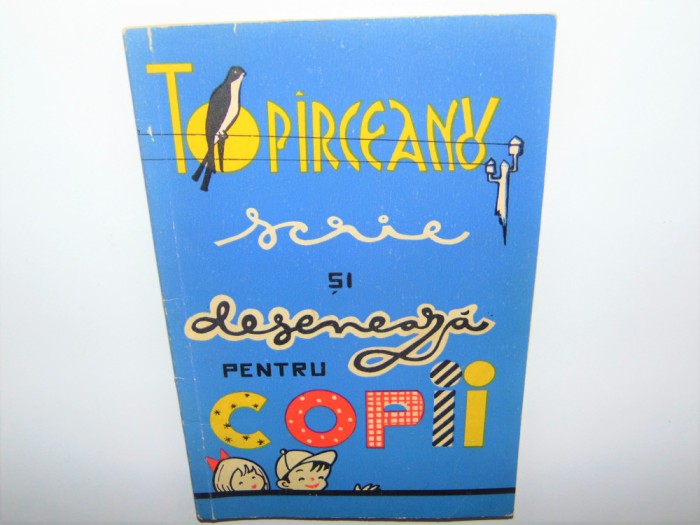 TOPÎRCEANU
scrie
ȘI
desenează
PENTRU
COPII